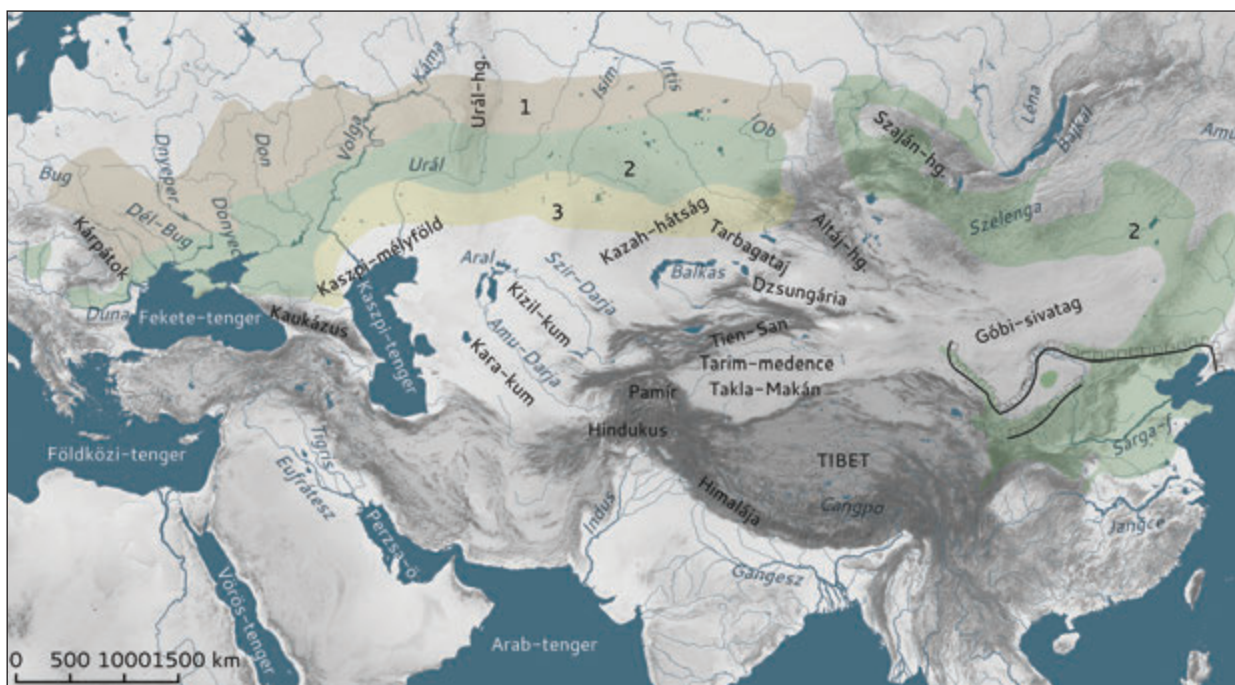 Káma
Urál-hg.
1
Isim
Irtis
Ob
Léna
Bajkál
Amu
Szaján-hg.
Volga
Don
Dnyeper
Bug
Dél-Bug
Donyec
Urál
2
3
Kárpátok
Kaszpi-mélyföld
Kazah-hátság
Tarbagataj
Altáj-hg.
Szelenga
2
Duna
Fekete-tenger
Kaukázus
Kaszpi-tenger
Aral
Szir-Darja
Kizil-kum
Amu-Darja
Kara-kum
Balkas
Dzsungária
Tien-San
Tarim-medence
Takla-Makán
Góbi-sivatag
Pamír
Hindukus
TIBET
Cangpo
Himalája
Sárga-f.
Jangce
Földközi-tenger
Tigris
Eufrátesz
Perzsa-ö.
Indus
Gangesz
Vörös-tenger
Arab-tenger
0 500 10001500 km